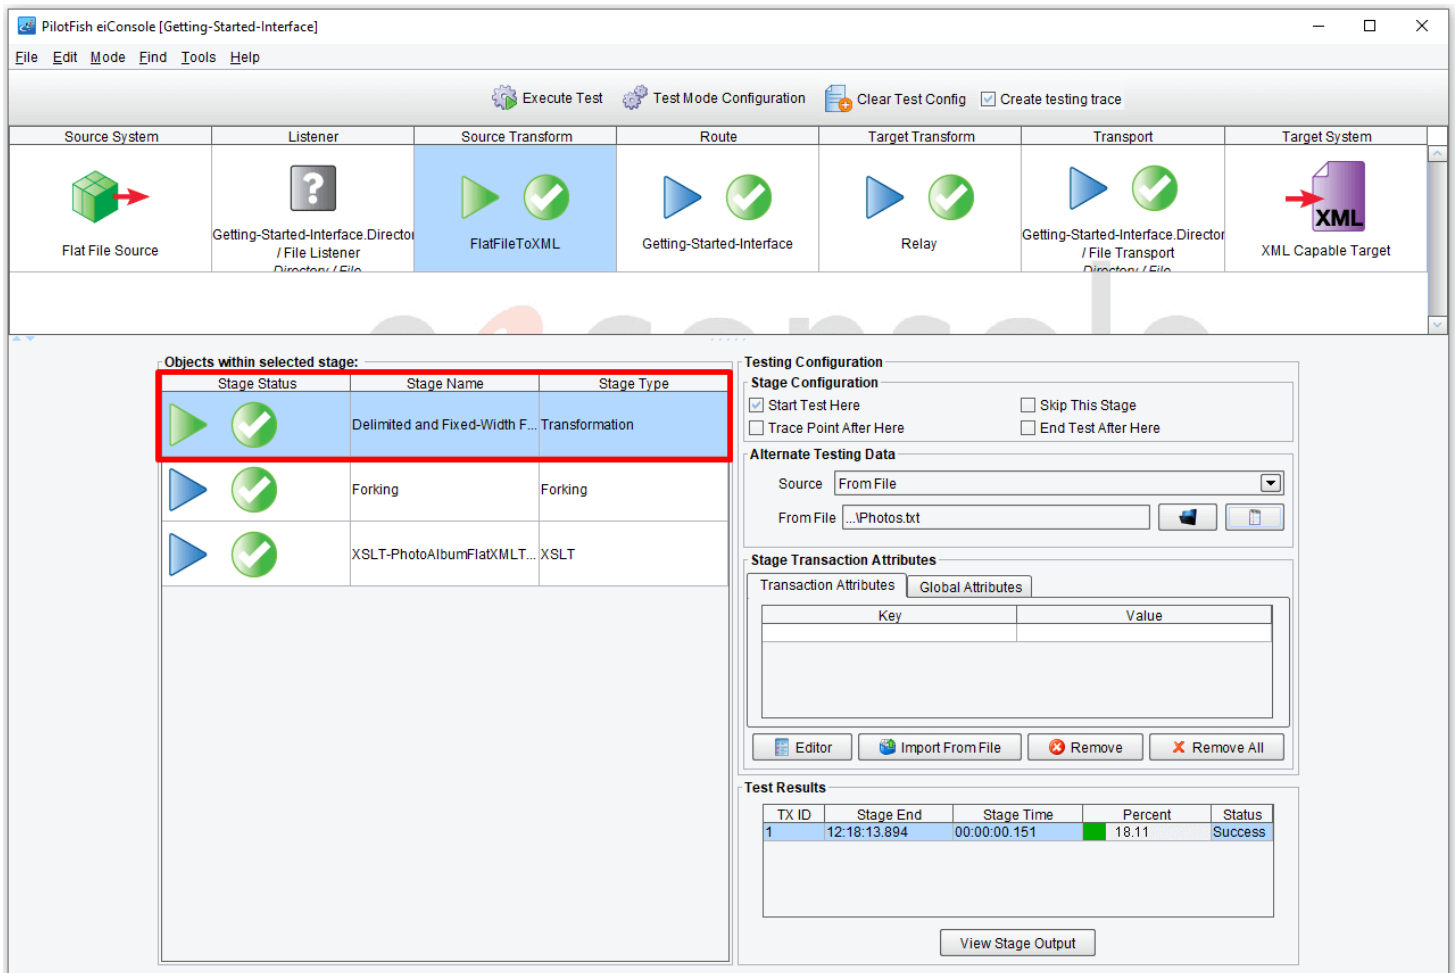 PilotFish eiConsole [Getting-Started-Interface]
File Edit Mode Find Tools Help
Execute Test Test Mode Configuration Clear Test Config Create testing trace
Source System Listener Source Transform Route Target Transform Transport Target System
Flat File Source
Getting-Started-Interface.Director
/ File Listener
Directory / File
FlatFileToXML
Getting-Started-Interface
Relay
Getting-Started-Interface.Director
/ File Transport
Directory / File
XML
XML Capable Target
eiconsole
Objects within selected stage:
Stage Status Stage Name Stage Type
Delimited and Fixed-Width F... Transformation
Forking Forking
XSLT-PhotoAlbumFlatXMLT... XSLT
Testing Configuration
Stage Configuration
Start Test Here Skip This Stage
Trace Point After Here End Test After Here
Alternate Testing Data
Source From File
From File ...\Photos.txt
Stage Transaction Attributes
Transaction Attributes Global Attributes
Key Value
Editor Import From File Remove Remove All
Test Results
TX ID Stage End Stage Time Percent Status
1 12:18:13.894 00:00:00.151 18.11 Success
View Stage Output